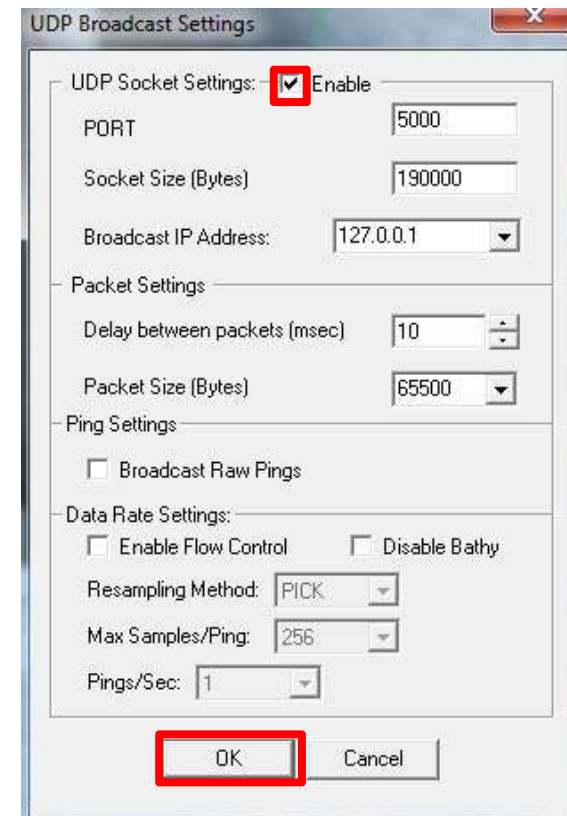 UDP Broadcast Settings
UDP Socket Settings: Enable
PORT 5000
Socket Size (Bytes) 190000
Broadcast IP Address: 127.0.0.1
Packet Settings
Delay between packets (msec) 10
Packet Size (Bytes) 65500
Ping Settings
Broadcast Raw Pings
Data Rate Settings:
Enable Flow Control Disable Bathy
Resampling Method: PICK
Max Samples/Ping: 256
Pings/Sec: 1
OK Cancel